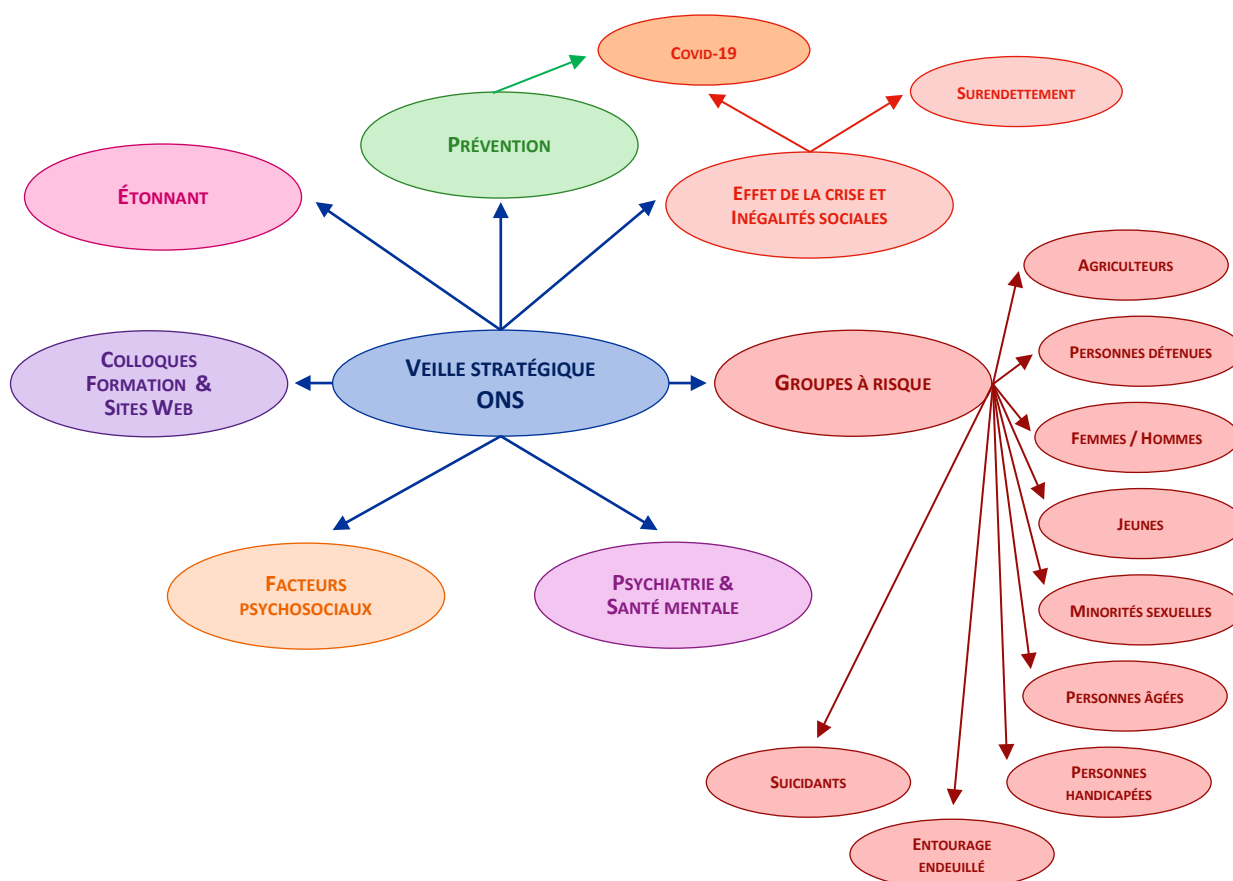 Covid-19
Surendettement
Prévention
Étonnant
Effet de la crise et
Inégalités sociales
Agriculteurs
Personnes détenues
Colloques
Formation &
Sites Web
Veille stratégique
ONS
Groupes à risque
Femmes / Hommes
Jeunes
Facteurs
psychosociaux
Psychiatrie &
Santé mentale
Minorités sexuelles
Personnes âgées
Suicidants
Personnes
handicapées
Entourage
endeuillé